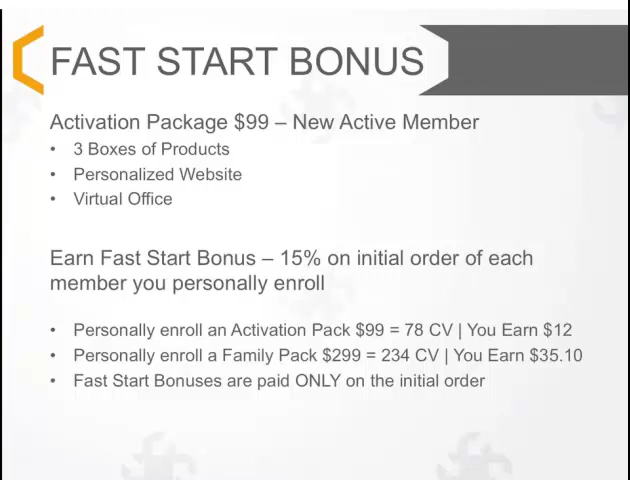 FAST START BONUS
Activation Package $99 – New Active Member
• 3 Boxes of Products
• Personalized Website
• Virtual Office
Earn Fast Start Bonus – 15% on initial order of each
member you personally enroll
• Personally enroll an Activation Pack $99 = 78 CV | You Earn $12
• Personally enroll a Family Pack $299 = 234 CV | You Earn $35.10
• Fast Start Bonuses are paid ONLY on the initial order